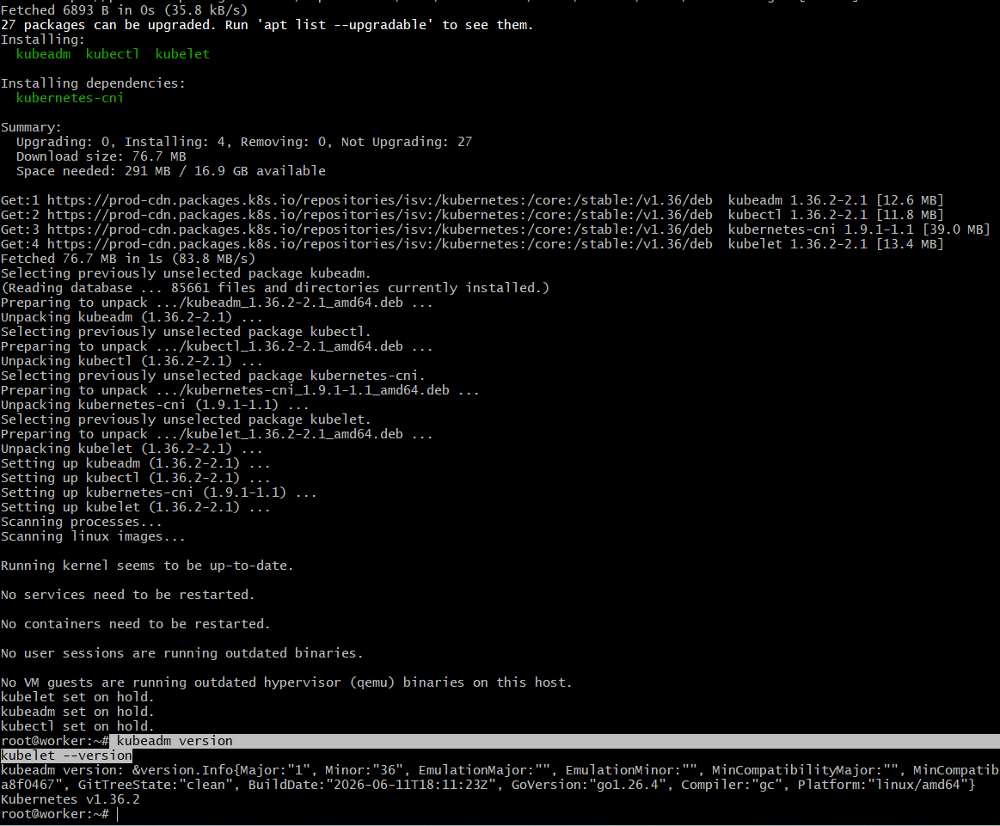 Fetched 6893 B in 0s (35.8 kB/s)
27 packages can be upgraded. Run 'apt list --upgradable' to see them.
Installing:
  kubeadm  kubectl  kubelet

Installing dependencies:
  kubernetes-cni

Summary:
  Upgrading: 0, Installing: 4, Removing: 0, Not Upgrading: 27
  Download size: 76.7 MB
  Space needed: 291 MB / 16.9 GB available

Get:1 https://prod-cdn.packages.k8s.io/repositories/isv:/kubernetes:/core:/stable:/v1.36/deb  kubeadm 1.36.2-2.1 [12.6 MB]
Get:2 https://prod-cdn.packages.k8s.io/repositories/isv:/kubernetes:/core:/stable:/v1.36/deb  kubectl 1.36.2-2.1 [11.8 MB]
Get:3 https://prod-cdn.packages.k8s.io/repositories/isv:/kubernetes:/core:/stable:/v1.36/deb  kubernetes-cni 1.9.1-1.1 [39.0 MB]
Get:4 https://prod-cdn.packages.k8s.io/repositories/isv:/kubernetes:/core:/stable:/v1.36/deb  kubelet 1.36.2-2.1 [13.4 MB]
Fetched 76.7 MB in 1s (83.8 MB/s)
Selecting previously unselected package kubeadm.
(Reading database ... 85661 files and directories currently installed.)
Preparing to unpack .../kubeadm_1.36.2-2.1_amd64.deb ...
Unpacking kubeadm (1.36.2-2.1) ...
Selecting previously unselected package kubectl.
Preparing to unpack .../kubectl_1.36.2-2.1_amd64.deb ...
Unpacking kubectl (1.36.2-2.1) ...
Selecting previously unselected package kubernetes-cni.
Preparing to unpack .../kubernetes-cni_1.9.1-1.1_amd64.deb ...
Unpacking kubernetes-cni (1.9.1-1.1) ...
Selecting previously unselected package kubelet.
Preparing to unpack .../kubelet_1.36.2-2.1_amd64.deb ...
Unpacking kubelet (1.36.2-2.1) ...
Setting up kubeadm (1.36.2-2.1) ...
Setting up kubectl (1.36.2-2.1) ...
Setting up kubernetes-cni (1.9.1-1.1) ...
Setting up kubelet (1.36.2-2.1) ...
Scanning processes...
Scanning linux images...

Running kernel seems to be up-to-date.

No services need to be restarted.

No containers need to be restarted.

No user sessions are running outdated binaries.

No VM guests are running outdated hypervisor (qemu) binaries on this host.
kubelet set on hold.
kubeadm set on hold.
kubectl set on hold.
root@worker:~# kubeadm version
kubelet --version
kubeadm version: &version.Info{Major:"1", Minor:"36", EmulationMajor:"", EmulationMinor:"", MinCompatibilityMajor:"", MinCompatib
a8f0467", GitTreeState:"clean", BuildDate:"2026-06-11T18:11:23Z", GoVersion:"go1.26.4", Compiler:"gc", Platform:"linux/amd64"}
Kubernetes v1.36.2
root@worker:~#